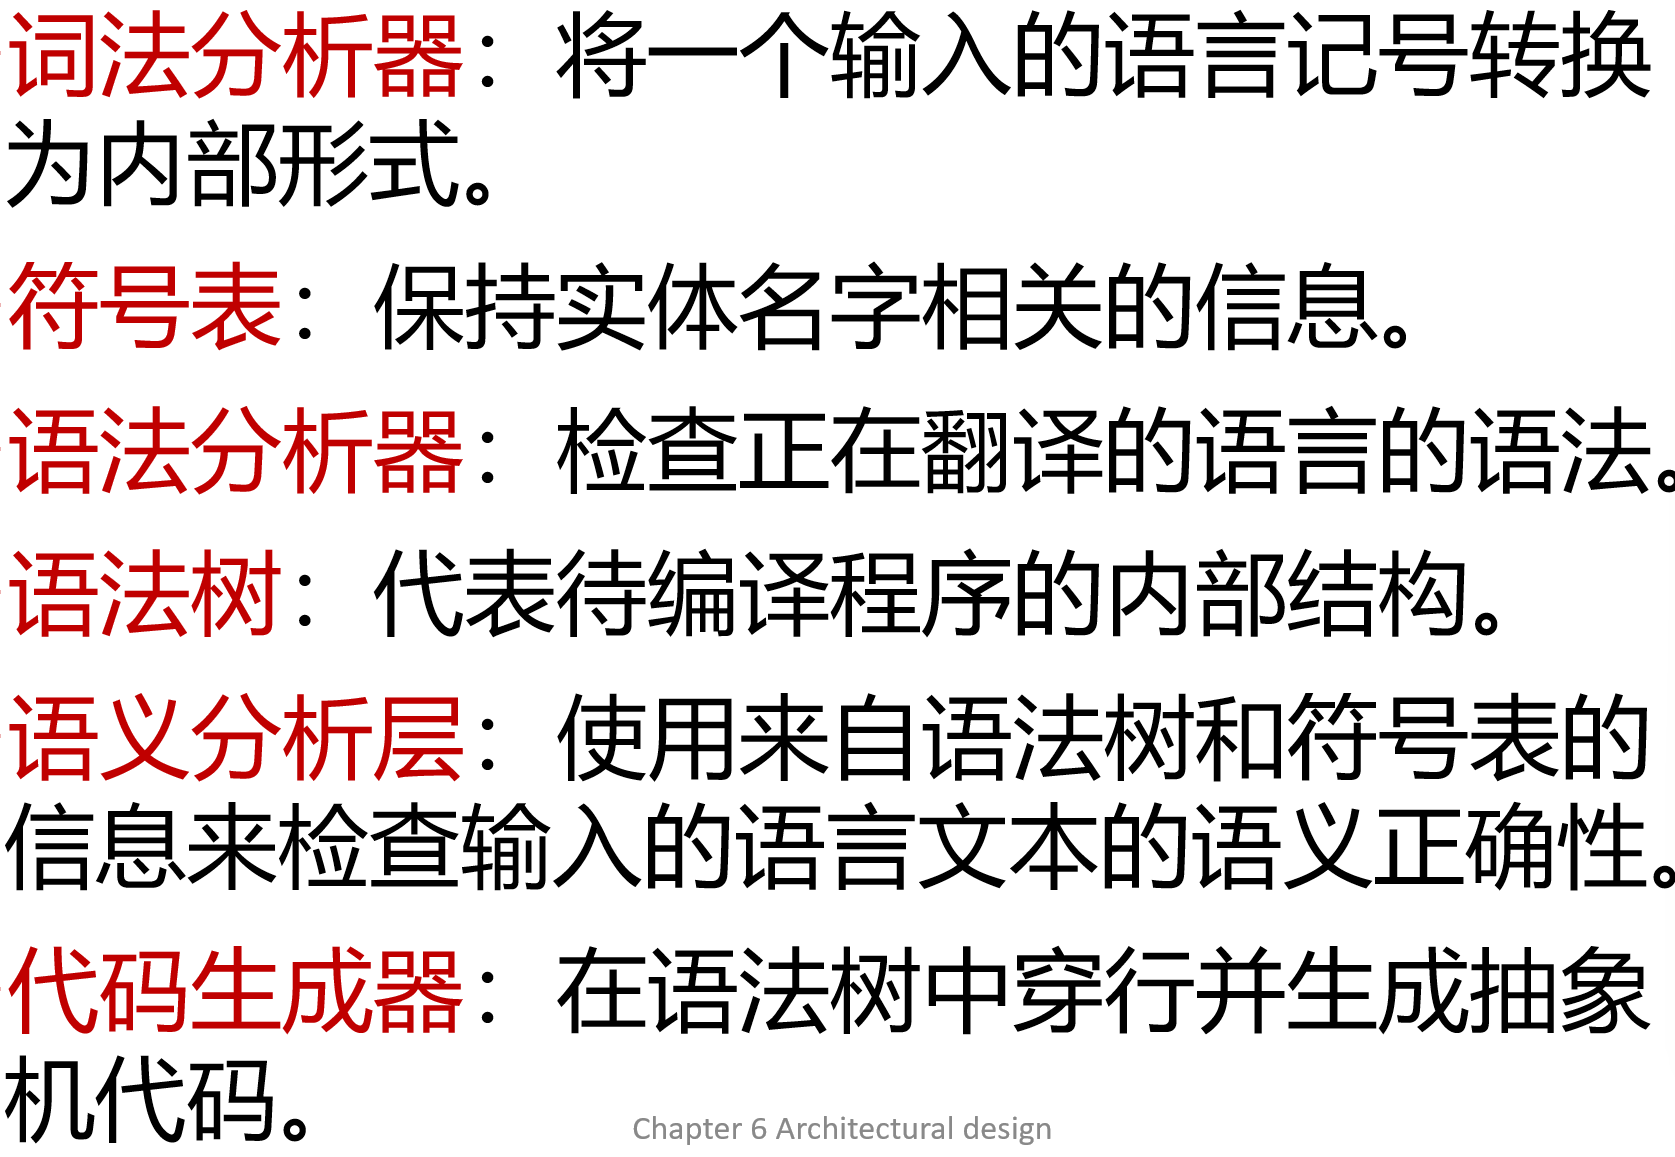 词法分析器：将一个输入的语言记号转换
为内部形式。
符号表：保持实体名字相关的信息。
语法分析器：检查正在翻译的语言的语法。
语法树：代表待编译程序的内部结构。
语义分析层：使用来自语法树和符号表的
信息来检查输入的语言文本的语义正确性。
代码生成器：在语法树中穿行并生成抽象
机代码。
Chapter 6 Architectural design